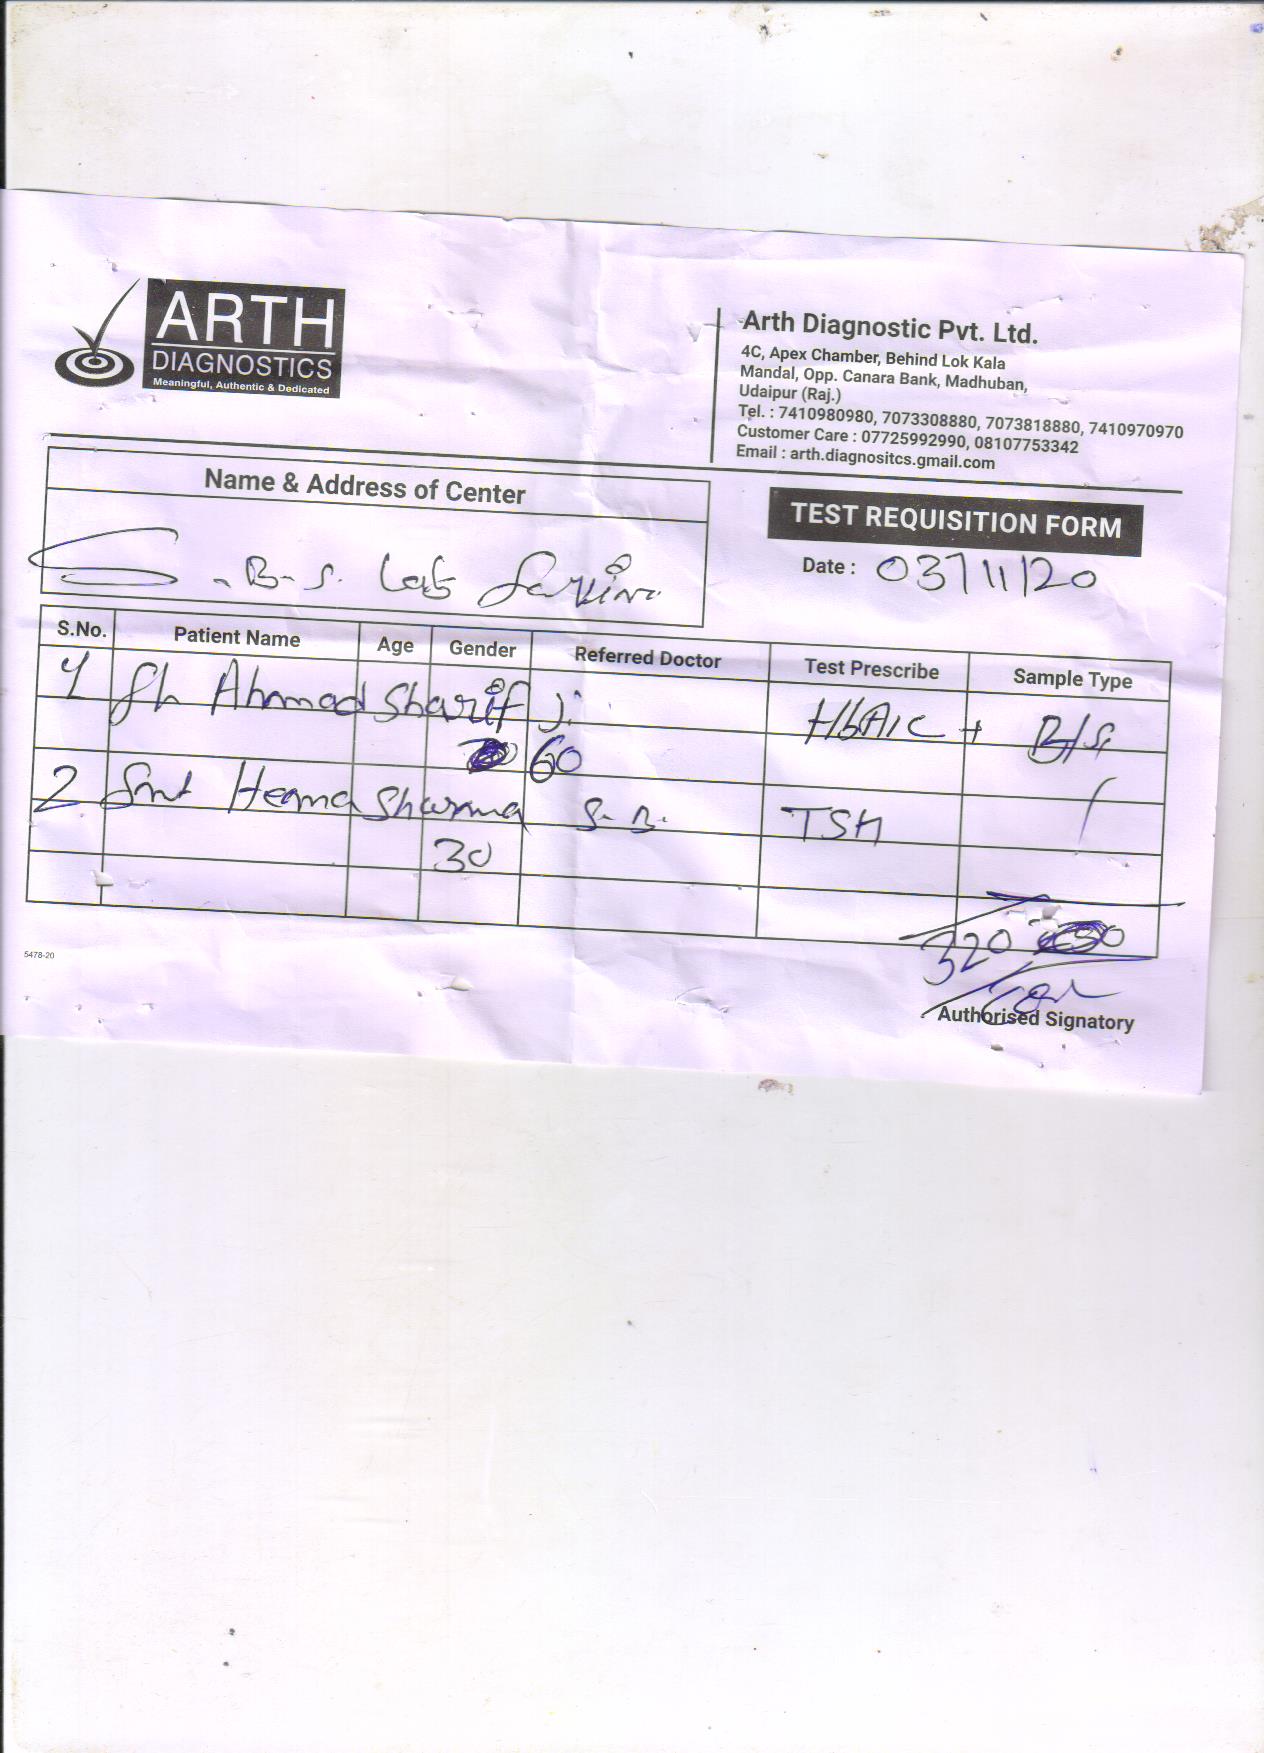 ARTH
DIAGNOSTICS
Meaningful, Authentic & Dedicated
Arth Diagnostic Pvt. Ltd.
4C, Apex Chamber, Behind Lok Kala
Mandal, Opp. Canara Bank, Madhuban,
Udaipur (Raj.)
Tel. : 7410980980, 7073308880, 7073818880, 7410970970
Customer Care : 07725992990, 08107753342
Email : arth.diagnositcs.gmail.com
Name & Address of Center
B-S. Lab
TEST REQUISITION FORM
Date : 03/11/20
S.No. Patient Name Age Gender Referred Doctor Test Prescribe Sample Type
1 Sh Ahmad Sharif Ji HbA1C + B/S
60
2 Smt Hema Sharma S.B. TSH
30
320
5478-20
Authorised Signatory